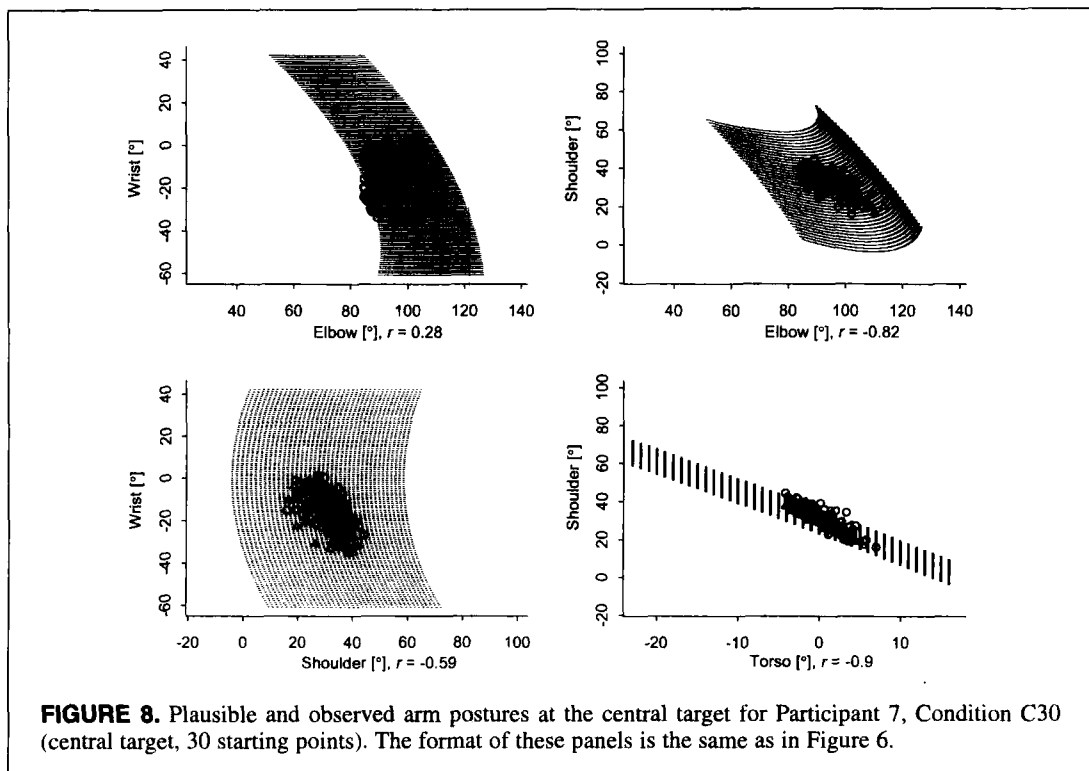 Wrist [°]
40
20
0
-20
-40
-60
40 60 80 100 120 140
Elbow [°], r = 0.28
Shoulder [°]
100
80
60
40
20
0
-20
40 60 80 100 120 140
Elbow [°], r = -0.82
Wrist [°]
40
20
0
-20
-40
-60
-20 0 20 40 60 80 100
Shoulder [°], r = -0.59
Shoulder [°]
100
80
60
40
20
0
-20
-20 -10 0 10
Torso [°], r = -0.9
FIGURE 8. Plausible and observed arm postures at the central target for Participant 7, Condition C30
(central target, 30 starting points). The format of these panels is the same as in Figure 6.